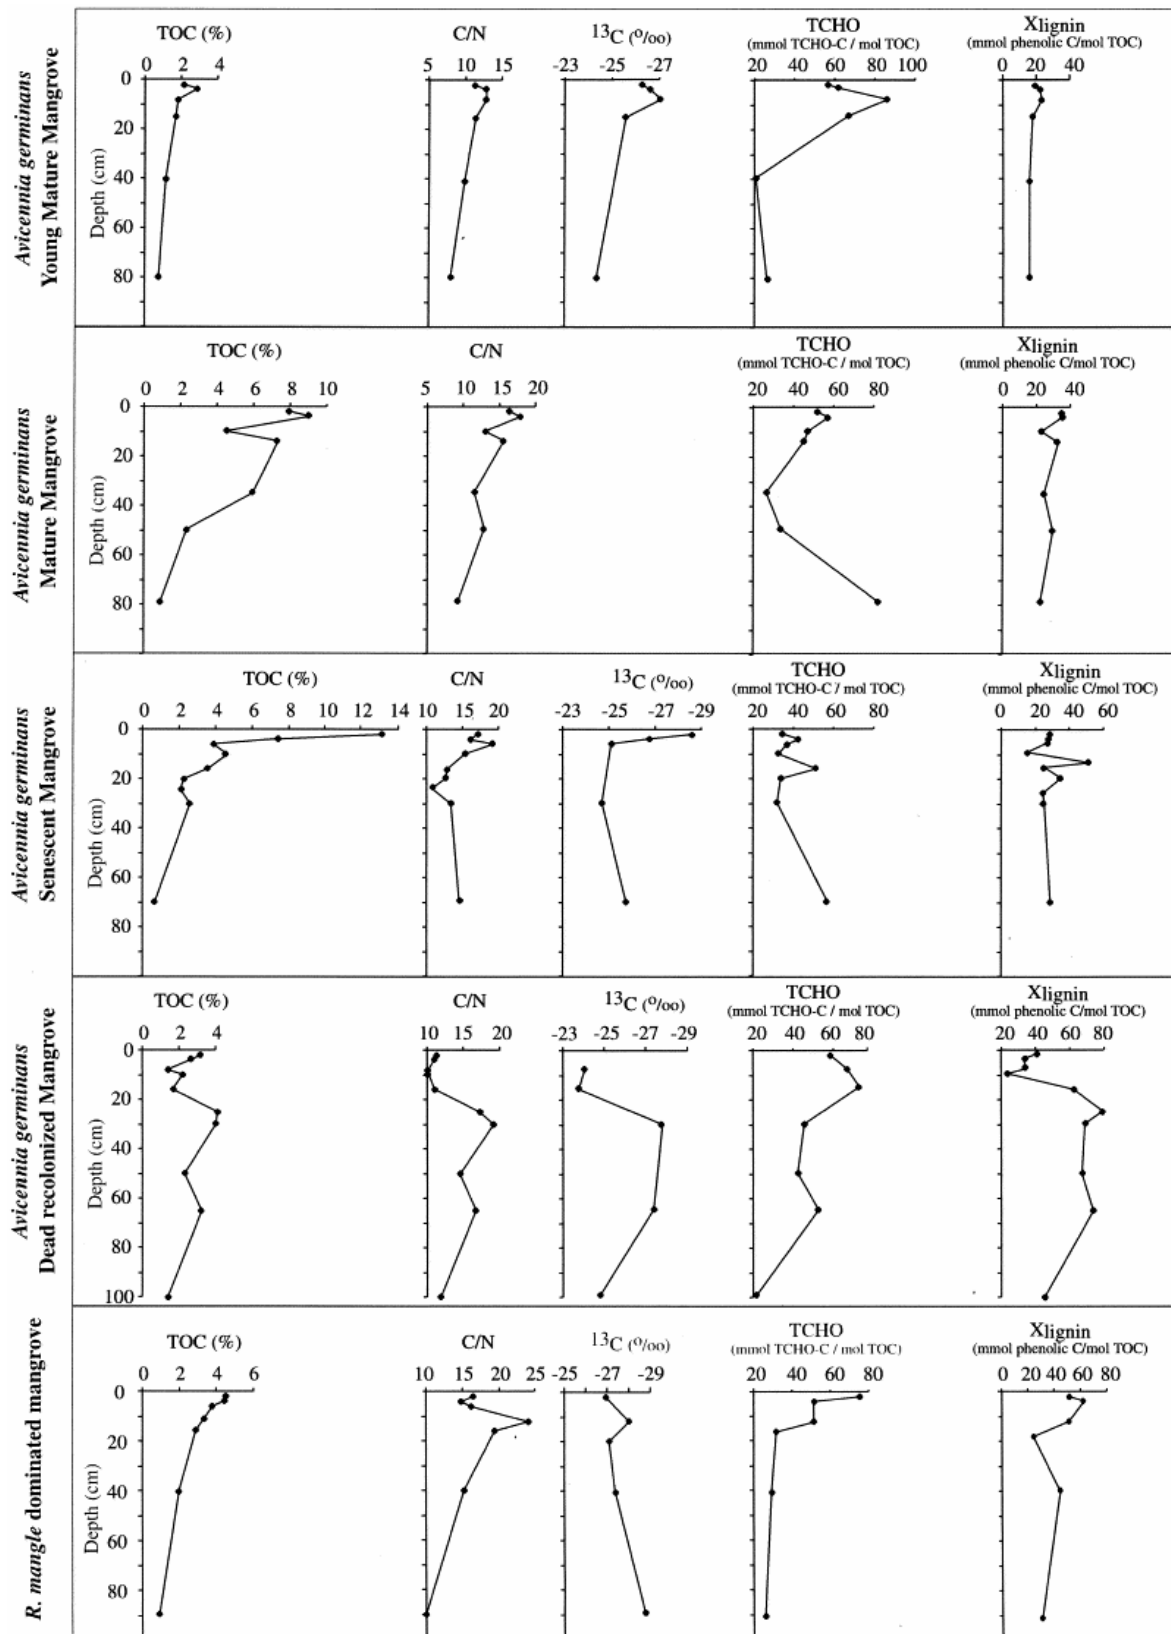 Avicennia germinans
Young Mature Mangrove
TOC (%)
C/N
13C (o/oo)
TCHO
(mmol TCHO-C / mol TOC)
Xlignin
(mmol phenolic C/mol TOC)
0 2 4
5 10 15
-23 -25 -27
20 40 60 80 100
0 20 40
Depth (cm)
0
20
40
60
80
Avicennia germinans
Mature Mangrove
TOC (%)
C/N
TCHO
(mmol TCHO-C / mol TOC)
Xlignin
(mmol phenolic C/mol TOC)
0 2 4 6 8 10
5 10 15 20
20 40 60 80
0 20 40
Depth (cm)
0
20
40
60
80
Avicennia germinans
Senescent Mangrove
TOC (%)
C/N
13C (o/oo)
TCHO
(mmol TCHO-C / mol TOC)
Xlignin
(mmol phenolic C/mol TOC)
0 2 4 6 8 10 12 14
10 15 20
-23 -25 -27 -29
20 40 60 80
0 20 40 60
Depth (cm)
0
20
40
60
80
Avicennia germinans
Dead recolonized Mangrove
TOC (%)
C/N
13C (o/oo)
TCHO
(mmol TCHO-C / mol TOC)
Xlignin
(mmol phenolic C/mol TOC)
0 2 4
10 15 20
-23 -25 -27 -29
20 40 60 80
20 40 60 80
Depth (cm)
0
20
40
60
80
100
R. mangle dominated mangrove
TOC (%)
C/N
13C (o/oo)
TCHO
(mmol TCHO-C / mol TOC)
Xlignin
(mmol phenolic C/mol TOC)
0 2 4 6
10 15 20 25
-25 -27 -29
20 40 60 80
0 20 40 60 80
Depth (cm)
0
20
40
60
80